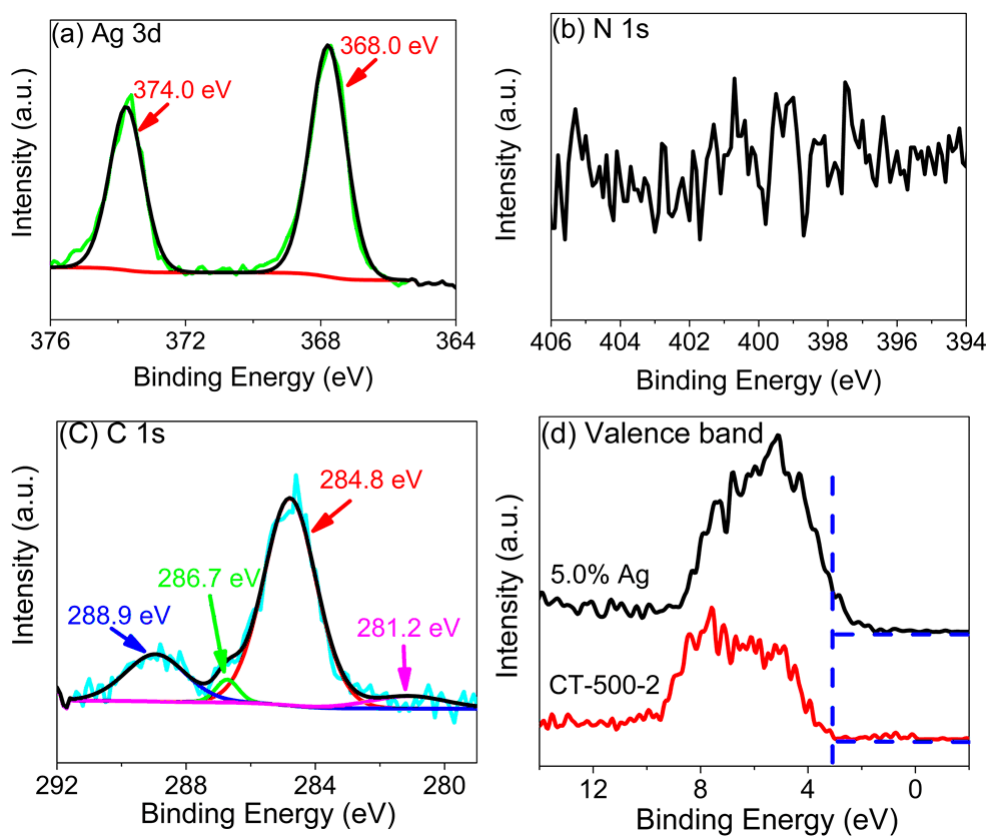 (a) Ag 3d
374.0 eV
368.0 eV
Intensity (a.u.)
376 372 368 364
Binding Energy (eV)
(b) N 1s
Intensity (a.u.)
406 404 402 400 398 396 394
Binding Energy (eV)
(C) C 1s
284.8 eV
286.7 eV
288.9 eV
281.2 eV
Intensity (a.u.)
292 288 284 280
Binding Energy (eV)
(d) Valence band
5.0% Ag
CT-500-2
Intensity (a.u.)
12 8 4 0
Binding Energy (eV)